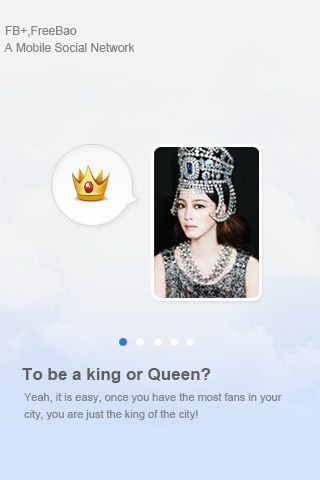 FB+,FreeBao
A Mobile Social Network
To be a king or Queen?
Yeah, it is easy, once you have the most fans in your
city, you are just the king of the city!